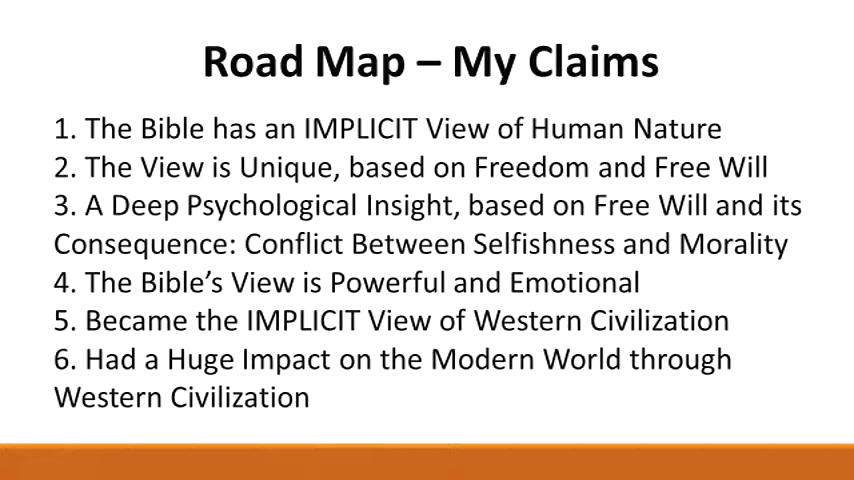 Road Map – My Claims
1. The Bible has an IMPLICIT View of Human Nature
2. The View is Unique, based on Freedom and Free Will
3. A Deep Psychological Insight, based on Free Will and its
Consequence: Conflict Between Selfishness and Morality
4. The Bible’s View is Powerful and Emotional
5. Became the IMPLICIT View of Western Civilization
6. Had a Huge Impact on the Modern World through
Western Civilization